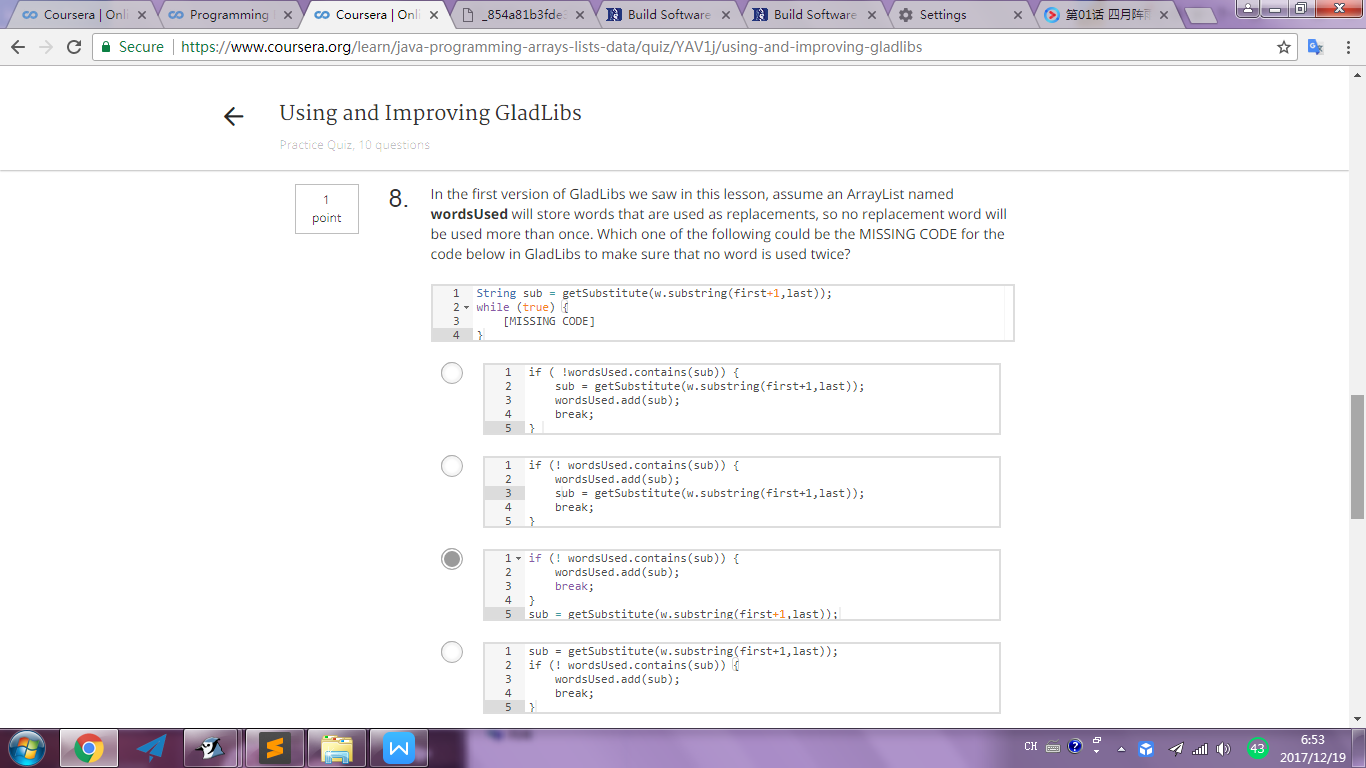 Coursera | Onli
Programming
Coursera | Onli
_854a81b3fde
Build Software
Build Software
Settings
第01话 四月阵雨
Secure
https://www.coursera.org/learn/java-programming-arrays-lists-data/quiz/YAV1j/using-and-improving-gladlibs
Using and Improving GladLibs
Practice Quiz, 10 questions
1
point
8.
In the first version of GladLibs we saw in this lesson, assume an ArrayList named
wordsUsed will store words that are used as replacements, so no replacement word will
be used more than once. Which one of the following could be the MISSING CODE for the
code below in GladLibs to make sure that no word is used twice?
1 String sub = getSubstitute(w.substring(first+1,last));
2 while (true) {
3 [MISSING CODE]
4 }
1 if ( !wordsUsed.contains(sub)) {
2 sub = getSubstitute(w.substring(first+1,last));
3 wordsUsed.add(sub);
4 break;
5 }
1 if (! wordsUsed.contains(sub)) {
2 wordsUsed.add(sub);
3 sub = getSubstitute(w.substring(first+1,last));
4 break;
5 }
1 if (! wordsUsed.contains(sub)) {
2 wordsUsed.add(sub);
3 break;
4 }
5 sub = getSubstitute(w.substring(first+1,last));
1 sub = getSubstitute(w.substring(first+1,last));
2 if (! wordsUsed.contains(sub)) {
3 wordsUsed.add(sub);
4 break;
5 }
CH
43
6:53
2017/12/19